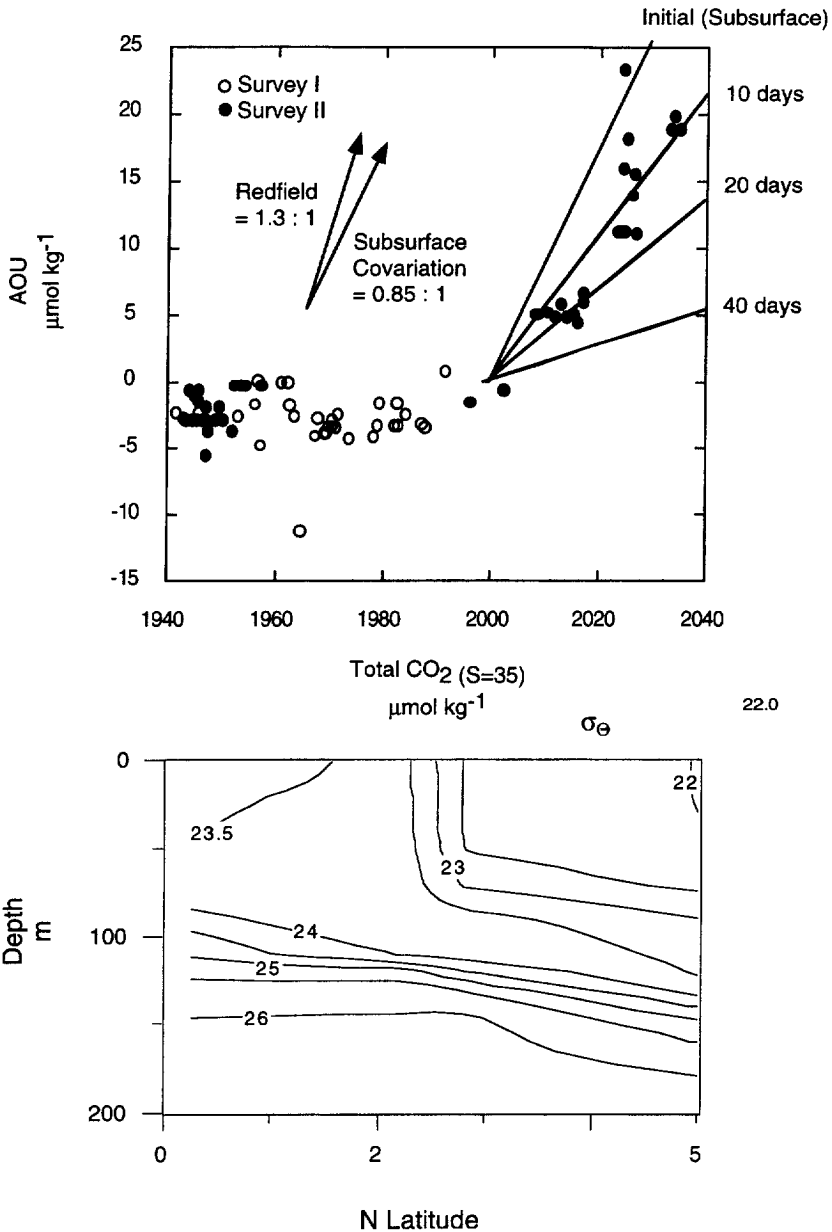 Initial (Subsurface)
25
20
15
10
5
0
-5
-10
-15
AOU
μmol kg-1
Survey I
Survey II
Redfield
= 1.3 : 1
Subsurface
Covariation
= 0.85 : 1
10 days
20 days
40 days
1940 1960 1980 2000 2020 2040
Total CO2 (S=35)
μmol kg-1
22.0
σΘ
0
100
200
Depth
m
22
23.5
23
24
25
26
0 2 5
N Latitude